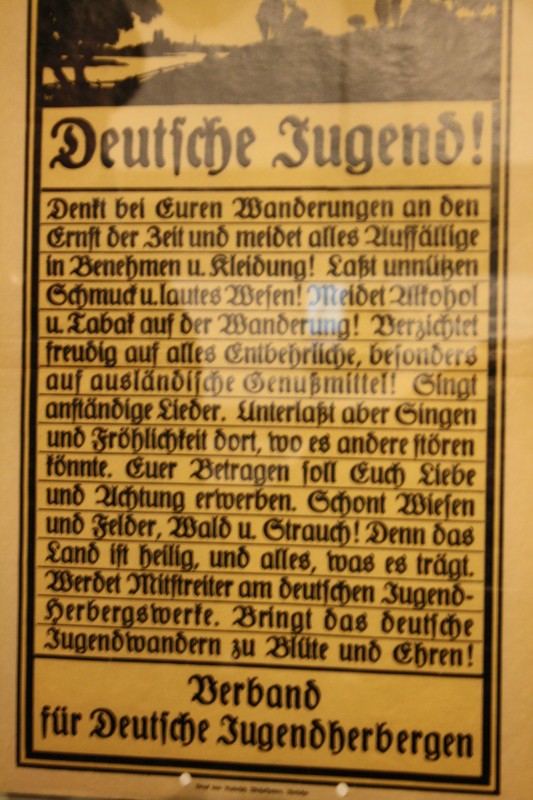 Deutsche Jugend!
Denkt bei Euren Wanderungen an den
Ernst der Zeit und meidet alles Auffällige
in Benehmen u. Kleidung! Laßt unnützen
Schmuck u. lautes Wesen! Meidet Alkohol
u. Tabak auf der Wanderung! Verzichtet
freudig auf alles Entbehrliche, besonders
auf ausländische Genußmittel! Singt
anständige Lieder. Unterlaßt aber Singen
und Fröhlichkeit dort, wo es andere stören
könnte. Euer Betragen soll Euch Liebe
und Achtung erwerben. Schont Wiesen
und Felder, Wald u. Strauch! Denn das
Land ist heilig, und alles, was es trägt.
Werdet Mitstreiter am deutschen Jugend-
Herbergswerke. Bringt das deutsche
Jugendwandern zu Blüte und Ehren!
Verband
für Deutsche Jugendherbergen